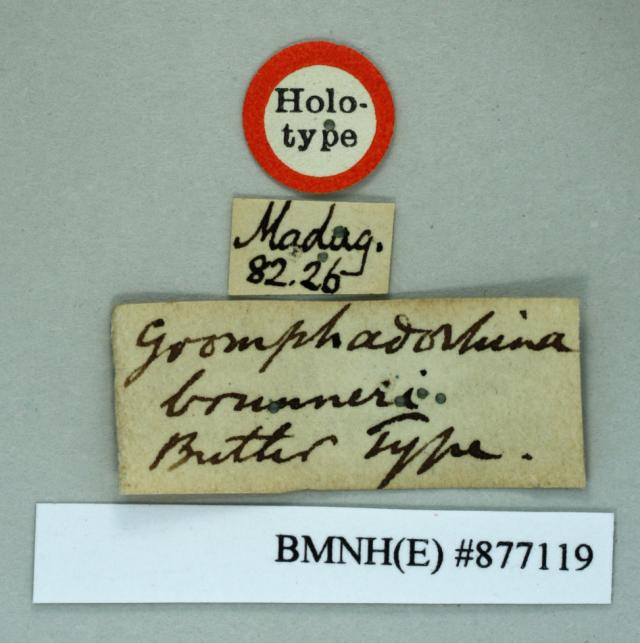 Holo-
type
Madag.
82.26
Gromphadorhina
brunneri
Butler Type.
BMNH(E) #877119